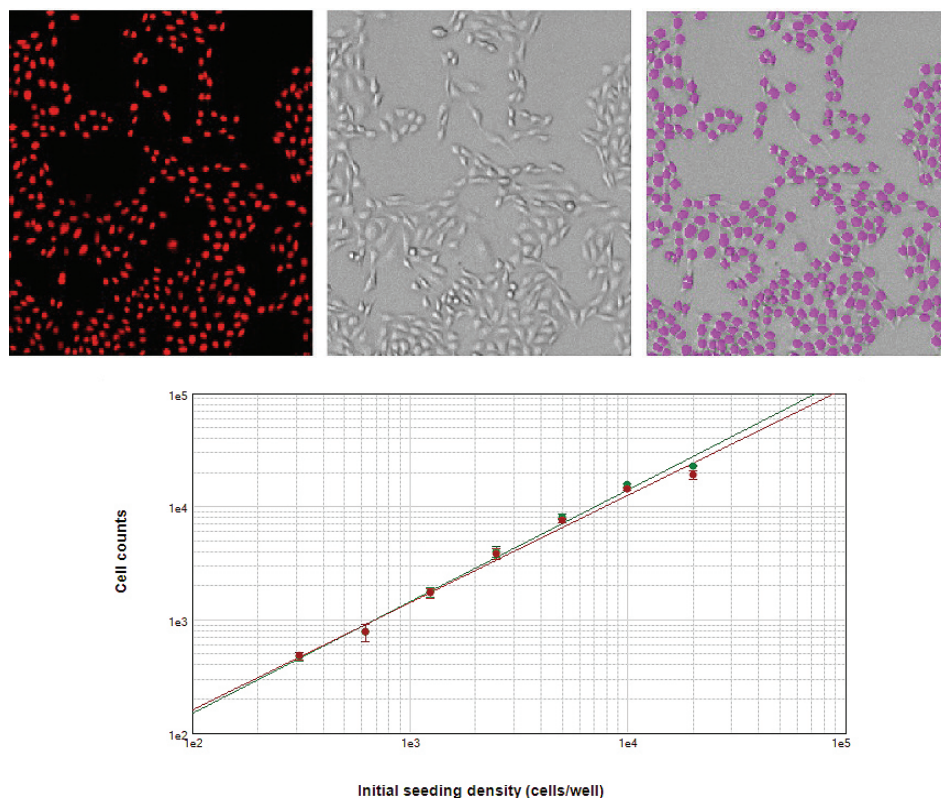 1e5
1e4
1e3
1e2
Cell counts
1e2
1e3
1e4
1e5
Initial seeding density (cells/well)